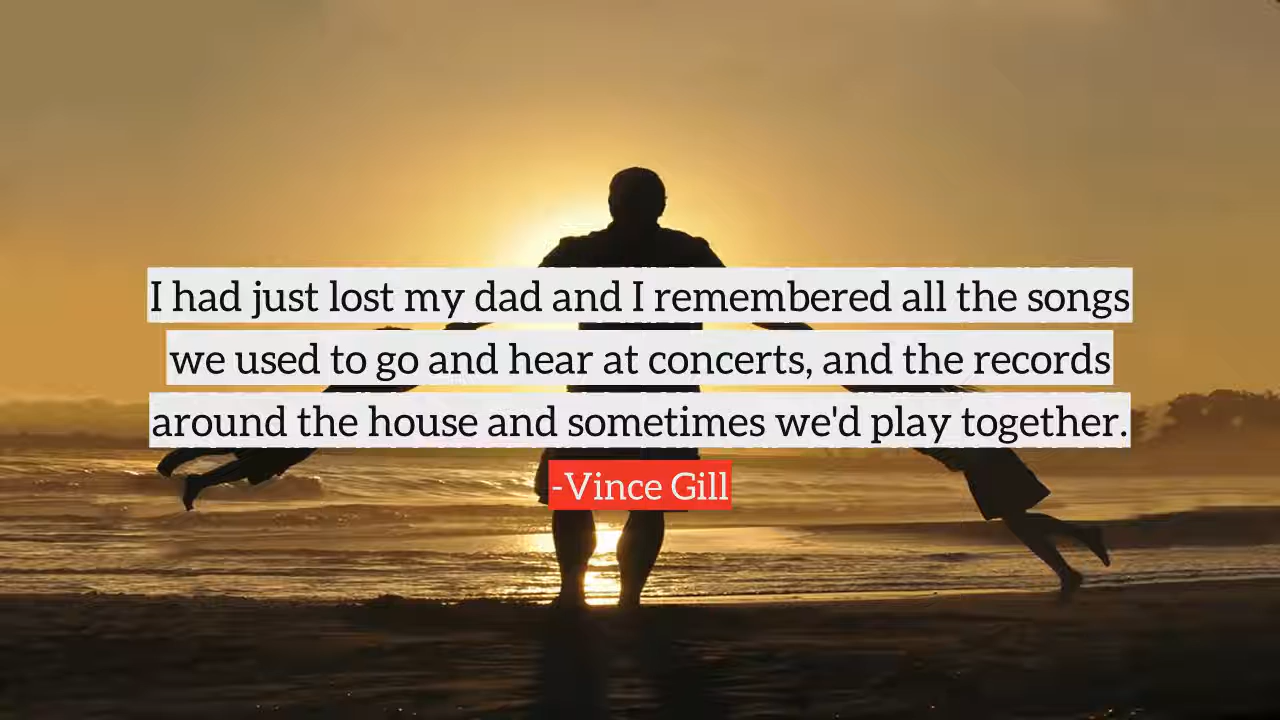 I had just lost my dad and I remembered all the songs
we used to go and hear at concerts, and the records
around the house and sometimes we'd play together.
-Vince Gill